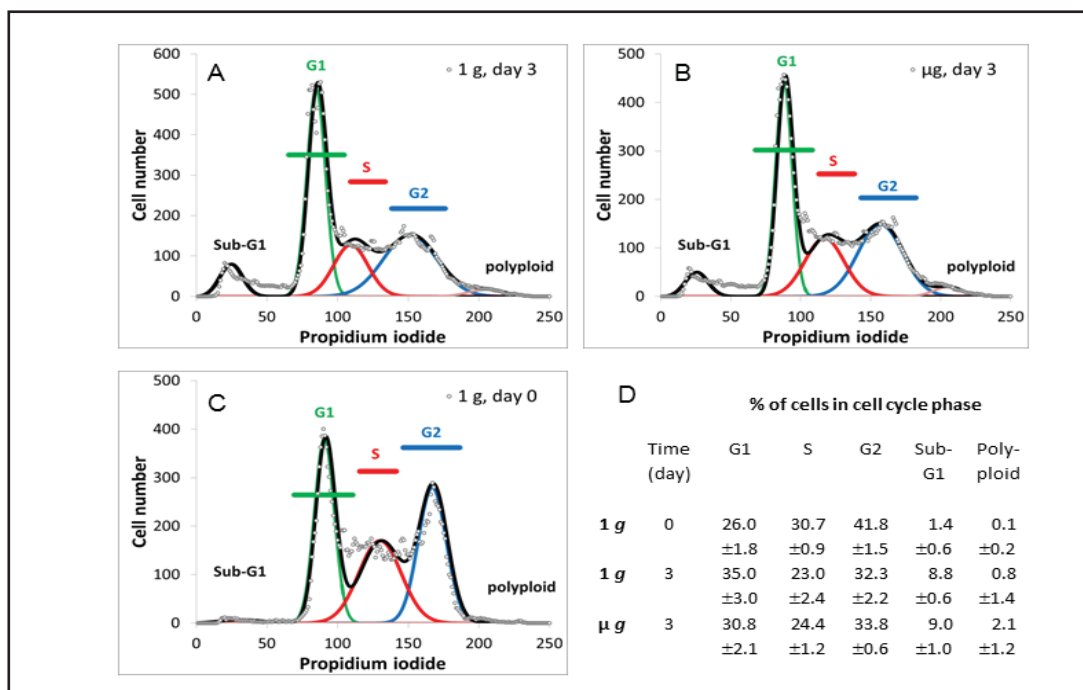 A
1 g, day 3
G1
S
G2
Sub-G1
polyploid
Cell number
600
500
400
300
200
100
0
0 50 100 150 200 250
Propidium iodide
B
µg, day 3
G1
S
G2
Sub-G1
polyploid
Cell number
500
400
300
200
100
0
0 50 100 150 200 250
Propidium iodide
C
1 g, day 0
G1
S
G2
Sub-G1
polyploid
Cell number
500
400
300
200
100
0
0 50 100 150 200 250
Propidium iodide
D
% of cells in cell cycle phase
Time G1 S G2 Sub- Poly-
(day) G1 ploid
1 g 0 26.0 30.7 41.8 1.4 0.1
±1.8 ±0.9 ±1.5 ±0.6 ±0.2
1 g 3 35.0 23.0 32.3 8.8 0.8
±3.0 ±2.4 ±2.2 ±0.6 ±1.4
µ g 3 30.8 24.4 33.8 9.0 2.1
±2.1 ±1.2 ±0.6 ±1.0 ±1.2